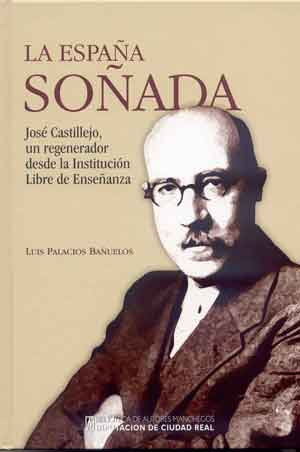 LA ESPAÑA
SOÑADA
José Castillejo,
un regenerador
desde la Institución
Libre de Enseñanza
LUIS PALACIOS BAÑUELOS
BIBLIOTECA DE AUTORES MANCHEGOS
DIPUTACION DE CIUDAD REAL